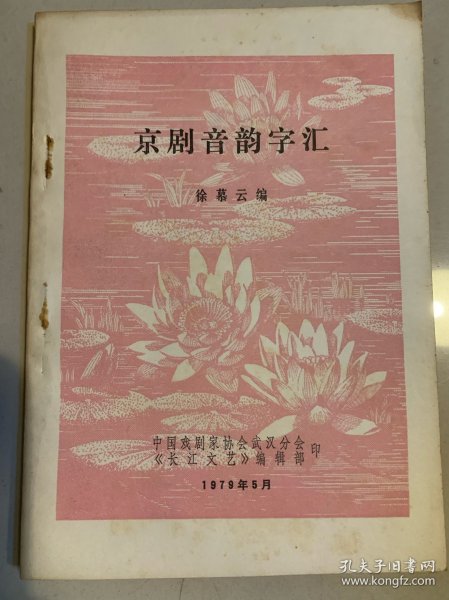 京剧音韵字汇
徐慕云编
中国戏剧家协会武汉分会
《长江文艺》编辑部
印
1979年5月
孔夫子旧书网
www.kongfz.com